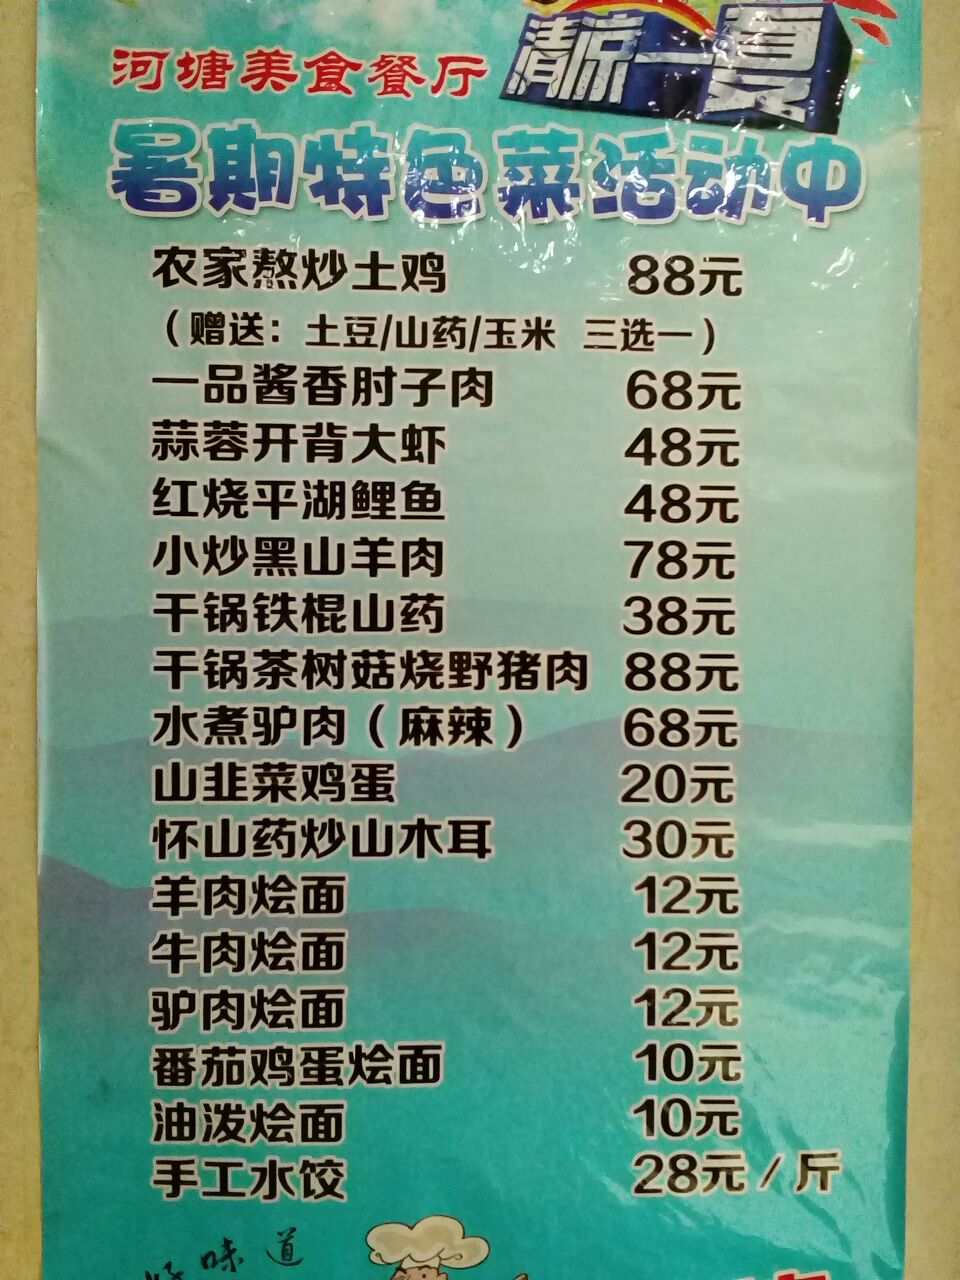 清凉一夏
河塘美食餐厅
暑期特色菜活动中
农家熬炒土鸡 88元
（赠送：土豆/山药/玉米 三选一）
一品酱香肘子肉 68元
蒜蓉开背大虾 48元
红烧平湖鲤鱼 48元
小炒黑山羊肉 78元
干锅铁棍山药 38元
干锅茶树菇烧野猪肉 88元
水煮驴肉（麻辣） 68元
山韭菜鸡蛋 20元
怀山药炒山木耳 30元
羊肉烩面 12元
牛肉烩面 12元
驴肉烩面 12元
番茄鸡蛋烩面 10元
油泼烩面 10元
手工水饺 28元/斤
味道